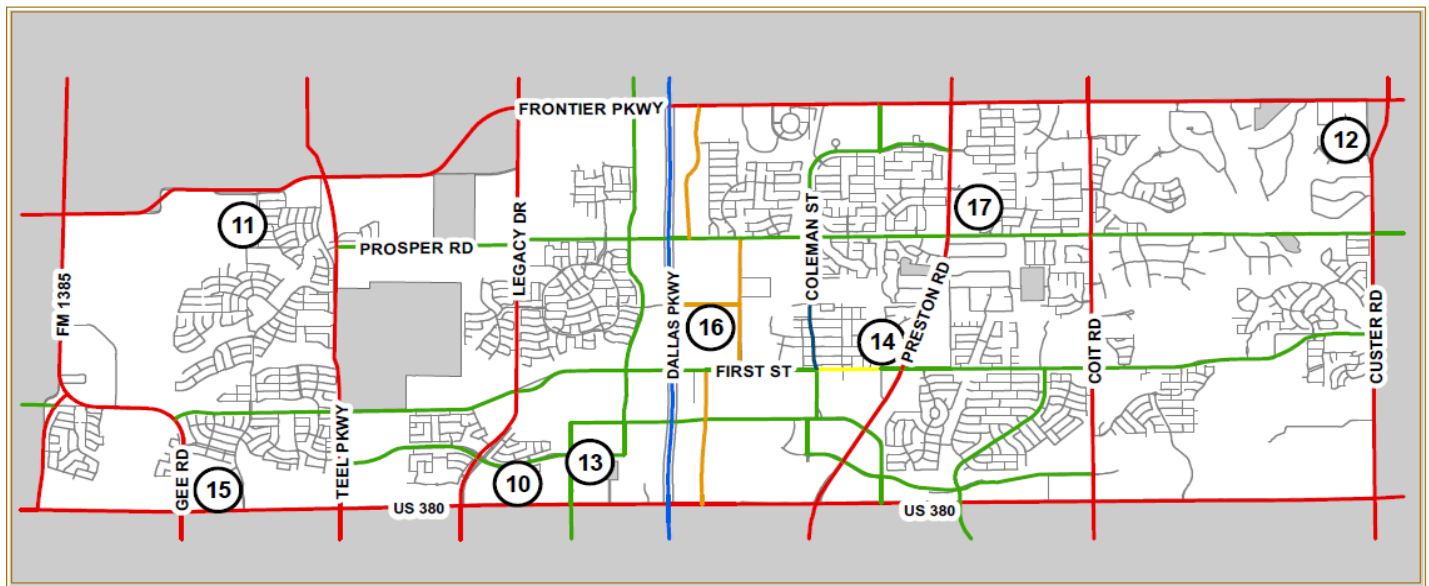 FRONTIER PKWY
12
11
17
PROSPER RD
LEGACY DR
COLEMAN ST
FM 1385
DALLAS PKWY
16
14
PRESTON RD
COIT RD
CUSTER RD
FIRST ST
TEEL PKWY
GEE RD
15
10
13
US 380
US 380